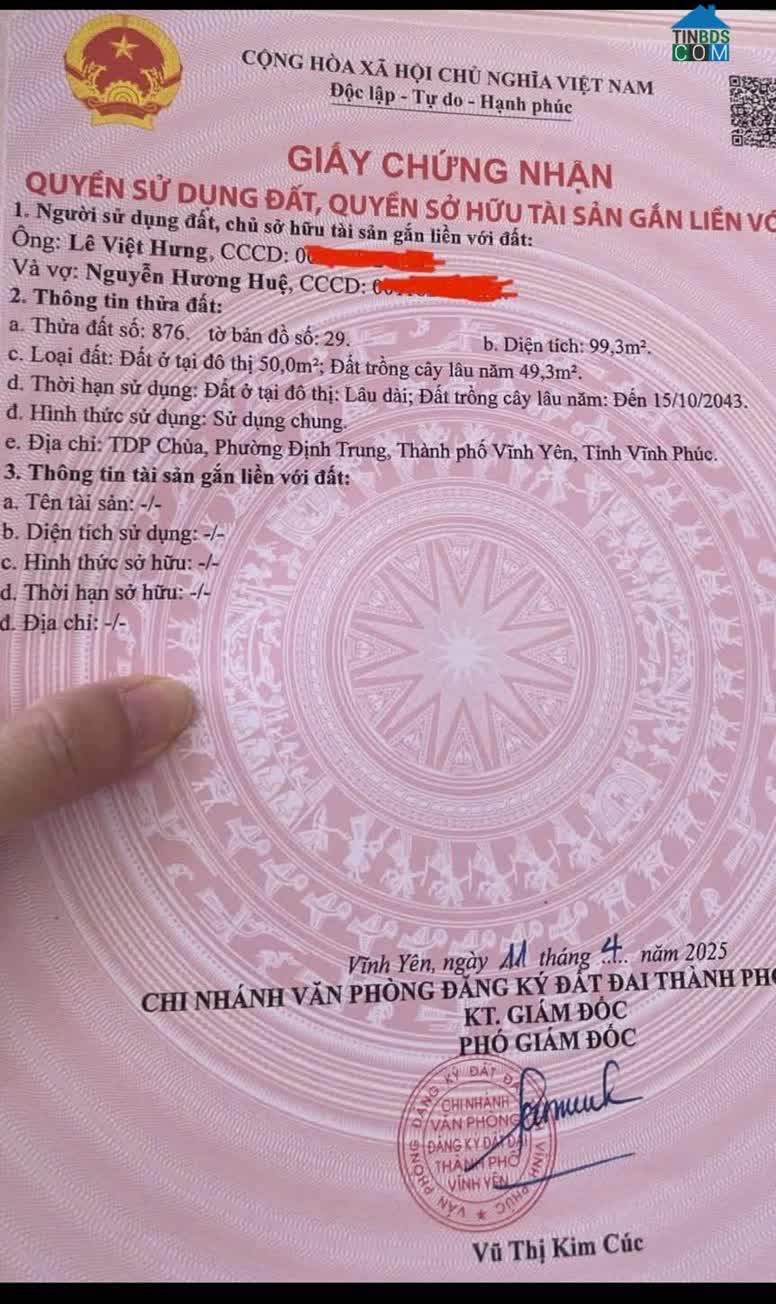 TINBDS
COM
CỘNG HÒA XÃ HỘI CHỦ NGHĨA VIỆT NAM
Độc lập - Tự do - Hạnh phúc
GIẤY CHỨNG NHẬN
QUYỀN SỬ DỤNG ĐẤT, QUYỀN SỞ HỮU TÀI SẢN GẮN LIỀN VỚ
1. Người sử dụng đất, chủ sở hữu tài sản gắn liền với đất:
Ông: Lê Việt Hưng, CCCD: 0
Và vợ: Nguyễn Hương Huệ, CCCD: 0
2. Thông tin thửa đất:
a. Thửa đất số: 876. tờ bản đồ số: 29. b. Diện tích: 99,3m².
c. Loại đất: Đất ở tại đô thị 50,0m²; Đất trồng cây lâu năm 49,3m².
d. Thời hạn sử dụng: Đất ở tại đô thị: Lâu dài; Đất trồng cây lâu năm: Đến 15/10/2043.
đ. Hình thức sử dụng: Sử dụng chung.
e. Địa chỉ: TDP Chùa, Phường Định Trung, Thành phố Vĩnh Yên, Tỉnh Vĩnh Phúc.
3. Thông tin tài sản gắn liền với đất:
a. Tên tài sản: -/-
b. Diện tích sử dụng: -/-
c. Hình thức sở hữu: -/-
d. Thời hạn sở hữu: -/-
đ. Địa chỉ: -/-
Vĩnh Yên, ngày 11 tháng 4 năm 2025
CHI NHÁNH VĂN PHÒNG ĐĂNG KÝ ĐẤT ĐAI THÀNH PHỐ
KT. GIÁM ĐỐC
PHÓ GIÁM ĐỐC
VĂN PHÒNG ĐĂNG KÝ ĐẤT ĐA VĨNH PHÚC
CHI NHÁNH
VĂN PHÒNG
ĐĂNG KÝ ĐẤT ĐAI
THÀNH PHỐ
VĨNH YÊN
Vũ Thị Kim Cúc